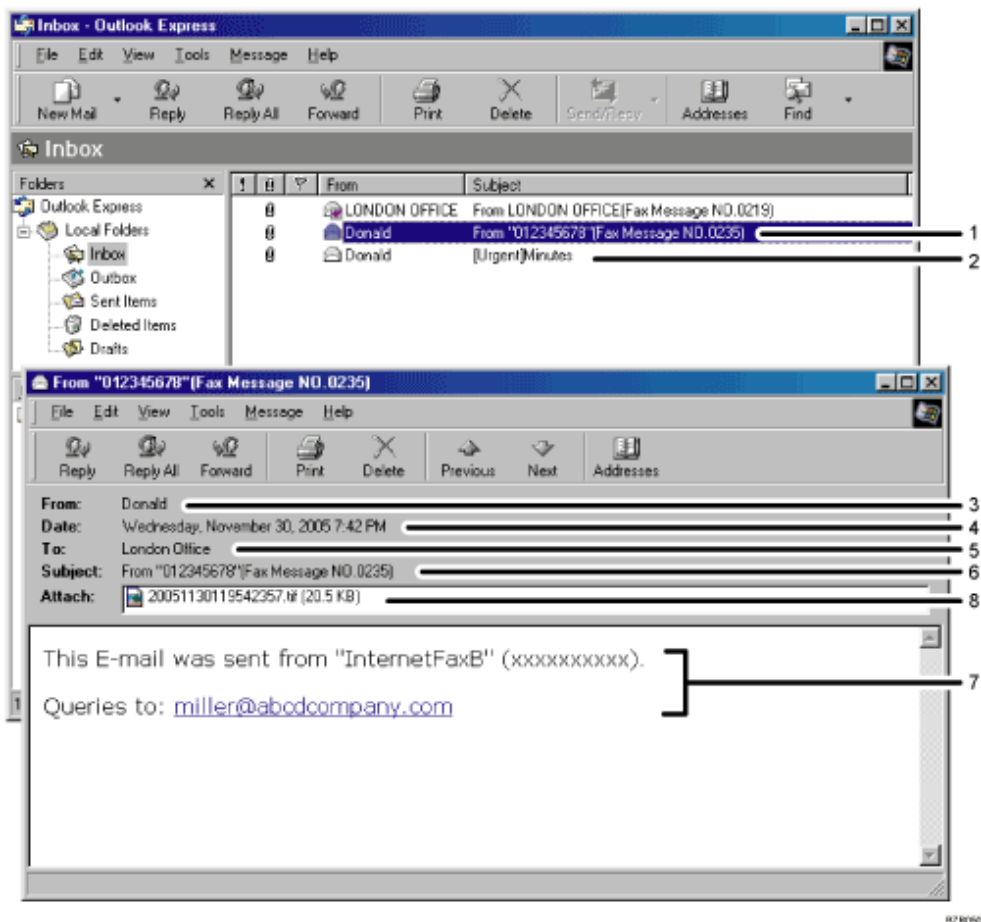 Inbox - Outlook Express
File Edit View Tools Message Help
New Mail Reply Reply All Forward Print Delete Send/Recv Addresses Find
Inbox
Folders × ! From Subject
Outlook Express
LONDON OFFICE From LONDON OFFICE(Fax Message NO.0219)
Local Folders
Donald From "012345678"(Fax Message NO.0235) 1
Inbox
Donald [Urgent]Minutes 2
Outbox
Sent Items
Deleted Items
Drafts
From "012345678"(Fax Message NO.0235)
File Edit View Tools Message Help
Reply Reply All Forward Print Delete Previous Next Addresses
From: Donald 3
Date: Wednesday, November 30, 2005 7:42 PM 4
To: London Office 5
Subject: From "012345678"(Fax Message NO.0235) 6
Attach: 20051130119542357.tif (20.5 KB) 8
This E-mail was sent from "InternetFaxB" (xxxxxxxxxx).
7
Queries to: miller@abcdcompany.com
1